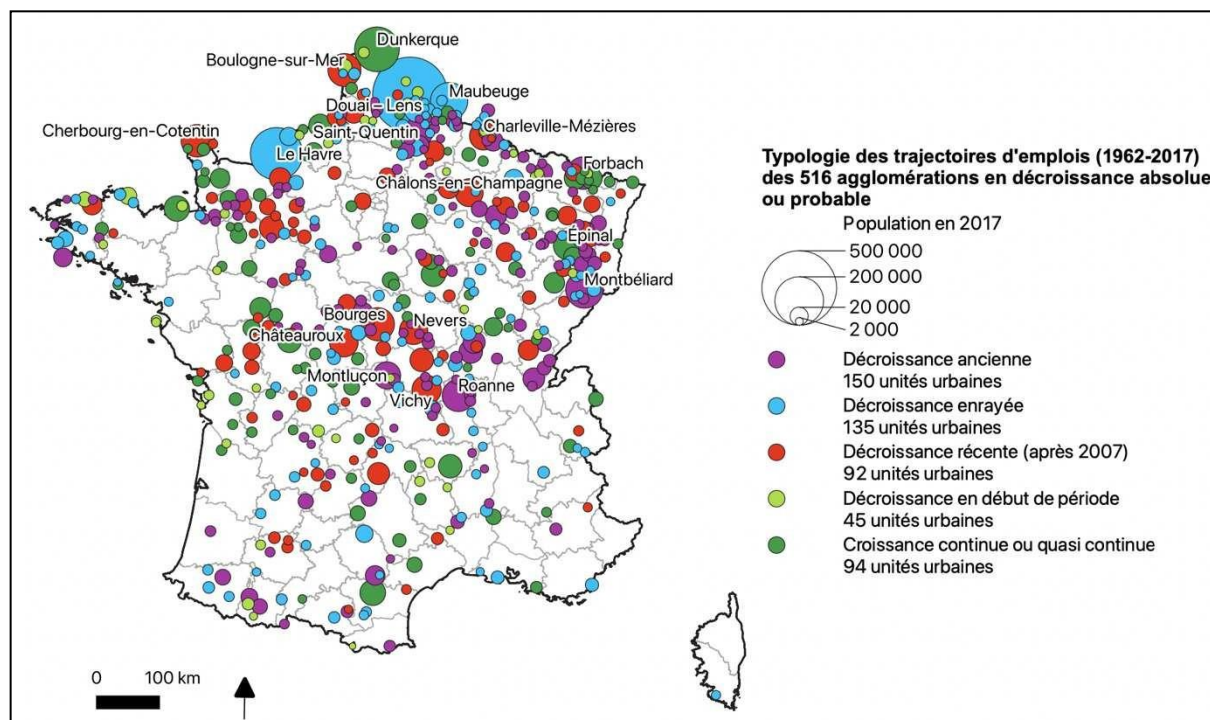 Dunkerque
Boulogne-sur-Mer
Maubeuge
Douai – Lens
Cherbourg-en-Cotentin
Saint-Quentin
Charleville-Mézières
Le Havre
Forbach
Châlons-en-Champagne
Épinal
Montbéliard
Bourges
Nevers
Châteauroux
Montluçon
Roanne
Vichy
0 100 km
Typologie des trajectoires d'emplois (1962-2017)
des 516 agglomérations en décroissance absolue
ou probable
Population en 2017
500 000
200 000
20 000
2 000
Décroissance ancienne
150 unités urbaines
Décroissance enrayée
135 unités urbaines
Décroissance récente (après 2007)
92 unités urbaines
Décroissance en début de période
45 unités urbaines
Croissance continue ou quasi continue
94 unités urbaines